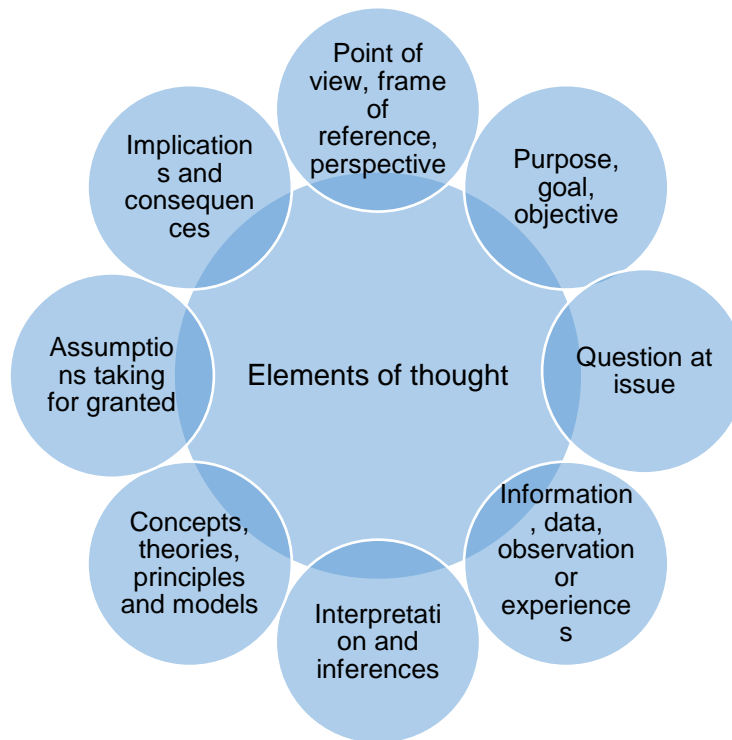 Point of
view, frame
of
reference,
perspective
Purpose,
goal,
objective
Question at
issue
Information
, data,
observation
or
experience
s
Interpretati
on and
inferences
Concepts,
theories,
principles
and models
Assumptio
ns taking
for granted
Implication
s and
consequen
ces
Elements of thought